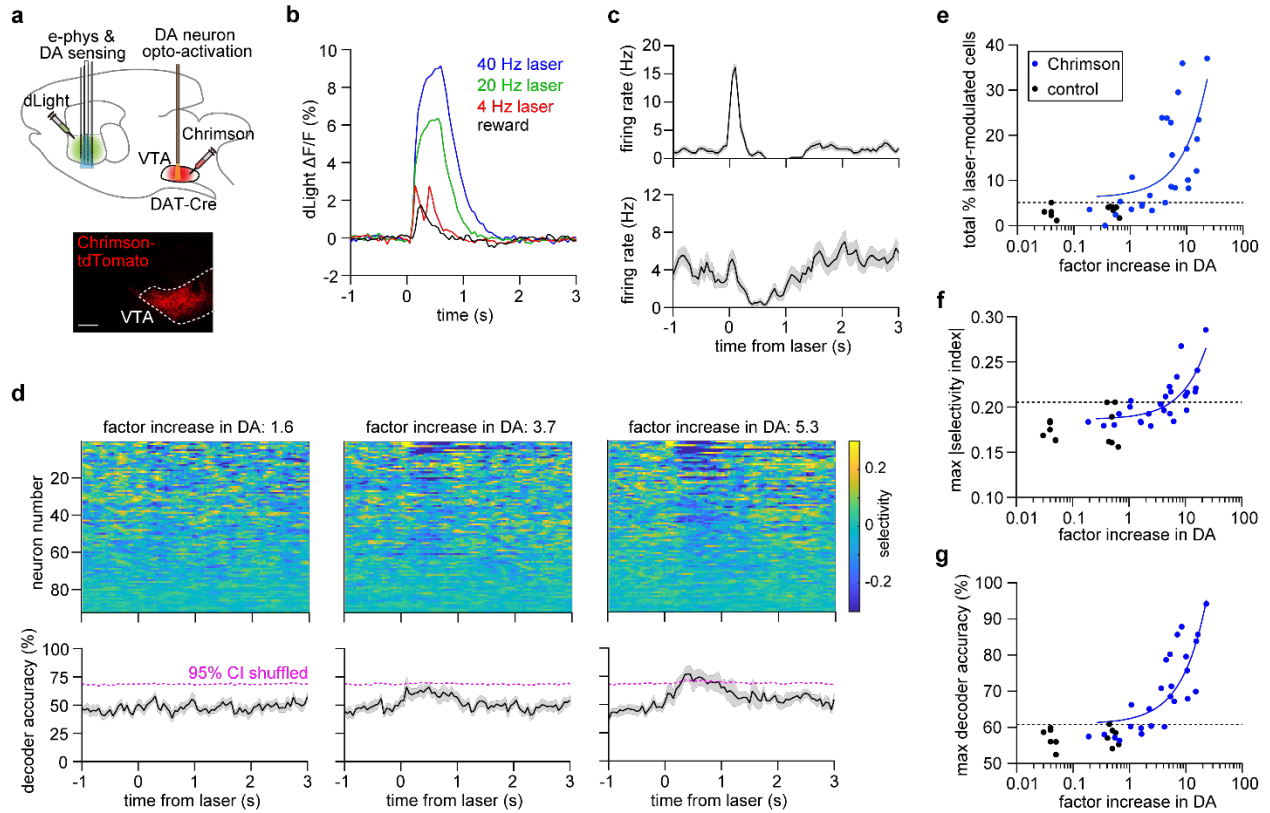 a
e-phys &
DA sensing
DA neuron
opto-activation
dLight
Chrimson
VTA
DAT-Cre
Chrimson-
tdTomato
VTA
b
dLight ΔF/F (%)
10
8
6
4
2
0
-2
40 Hz laser
20 Hz laser
4 Hz laser
reward
-1 0 1 2 3
time (s)
c
firing rate (Hz)
20
15
10
5
0
firing rate (Hz)
12
8
4
0
-1 0 1 2 3
time from laser (s)
d
factor increase in DA: 1.6
factor increase in DA: 3.7
factor increase in DA: 5.3
neuron number
20
40
60
80
0.2
0
-0.2
selectivity
decoder accuracy (%)
100
75
50
25
0
95% CI shuffled
-1 0 1 2 3
time from laser (s)
-1 0 1 2 3
time from laser (s)
-1 0 1 2 3
time from laser (s)
e
total % laser-modulated cells
40
30
20
10
0
Chrimson
control
0.01 0.1 1 10 100
factor increase in DA
f
max |selectivity index|
0.30
0.25
0.20
0.15
0.10
0.01 0.1 1 10 100
factor increase in DA
g
max decoder accuracy (%)
100
90
80
70
60
50
0.01 0.1 1 10 100
factor increase in DA